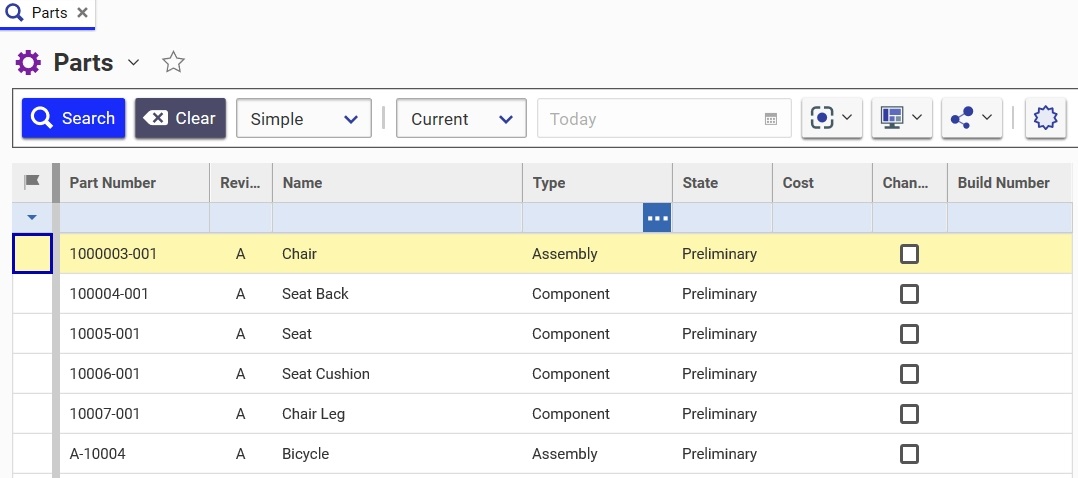 Parts
Parts
Search Clear Simple Current Today
Part Number Revi... Name Type State Cost Chan... Build Number
1000003-001 A Chair Assembly Preliminary
100004-001 A Seat Back Component Preliminary
10005-001 A Seat Component Preliminary
10006-001 A Seat Cushion Component Preliminary
10007-001 A Chair Leg Component Preliminary
A-10004 A Bicycle Assembly Preliminary